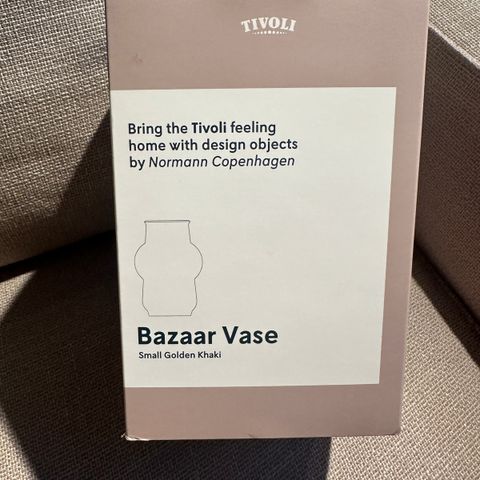 TIVOLI
Bring the Tivoli feeling
home with design objects
by Normann Copenhagen
Bazaar Vase
Small Golden Khaki